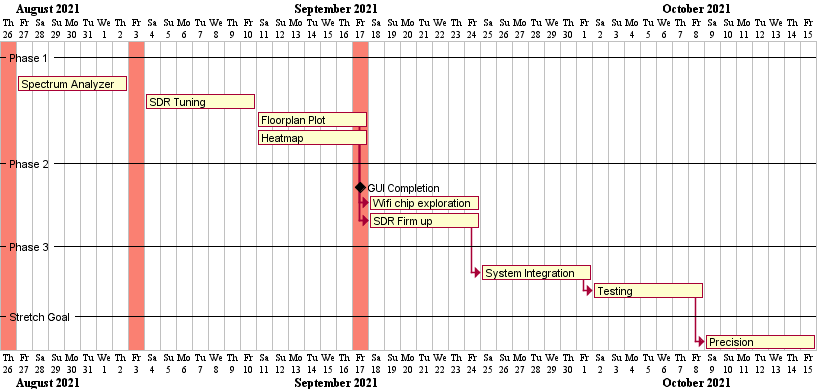 August 2021 September 2021 October 2021
Th Fr Sa Su Mo Tu We Th Fr Sa Su Mo Tu We Th Fr Sa Su Mo Tu We Th Fr Sa Su Mo Tu We Th Fr Sa Su Mo Tu We Th Fr Sa Su Mo Tu We Th Fr Sa Su Mo Tu We Th Fr
26 27 28 29 30 31 1 2 3 4 5 6 7 8 9 10 11 12 13 14 15 16 17 18 19 20 21 22 23 24 25 26 27 28 29 30 1 2 3 4 5 6 7 8 9 10 11 12 13 14 15
Phase 1
Spectrum Analyzer
SDR Tuning
Floorplan Plot
Heatmap
Phase 2
GUI Completion
Wifi chip exploration
SDR Firm up
Phase 3
System Integration
Testing
Stretch Goal
Precision
Th Fr Sa Su Mo Tu We Th Fr Sa Su Mo Tu We Th Fr Sa Su Mo Tu We Th Fr Sa Su Mo Tu We Th Fr Sa Su Mo Tu We Th Fr Sa Su Mo Tu We Th Fr Sa Su Mo Tu We Th Fr
26 27 28 29 30 31 1 2 3 4 5 6 7 8 9 10 11 12 13 14 15 16 17 18 19 20 21 22 23 24 25 26 27 28 29 30 1 2 3 4 5 6 7 8 9 10 11 12 13 14 15
August 2021 September 2021 October 2021